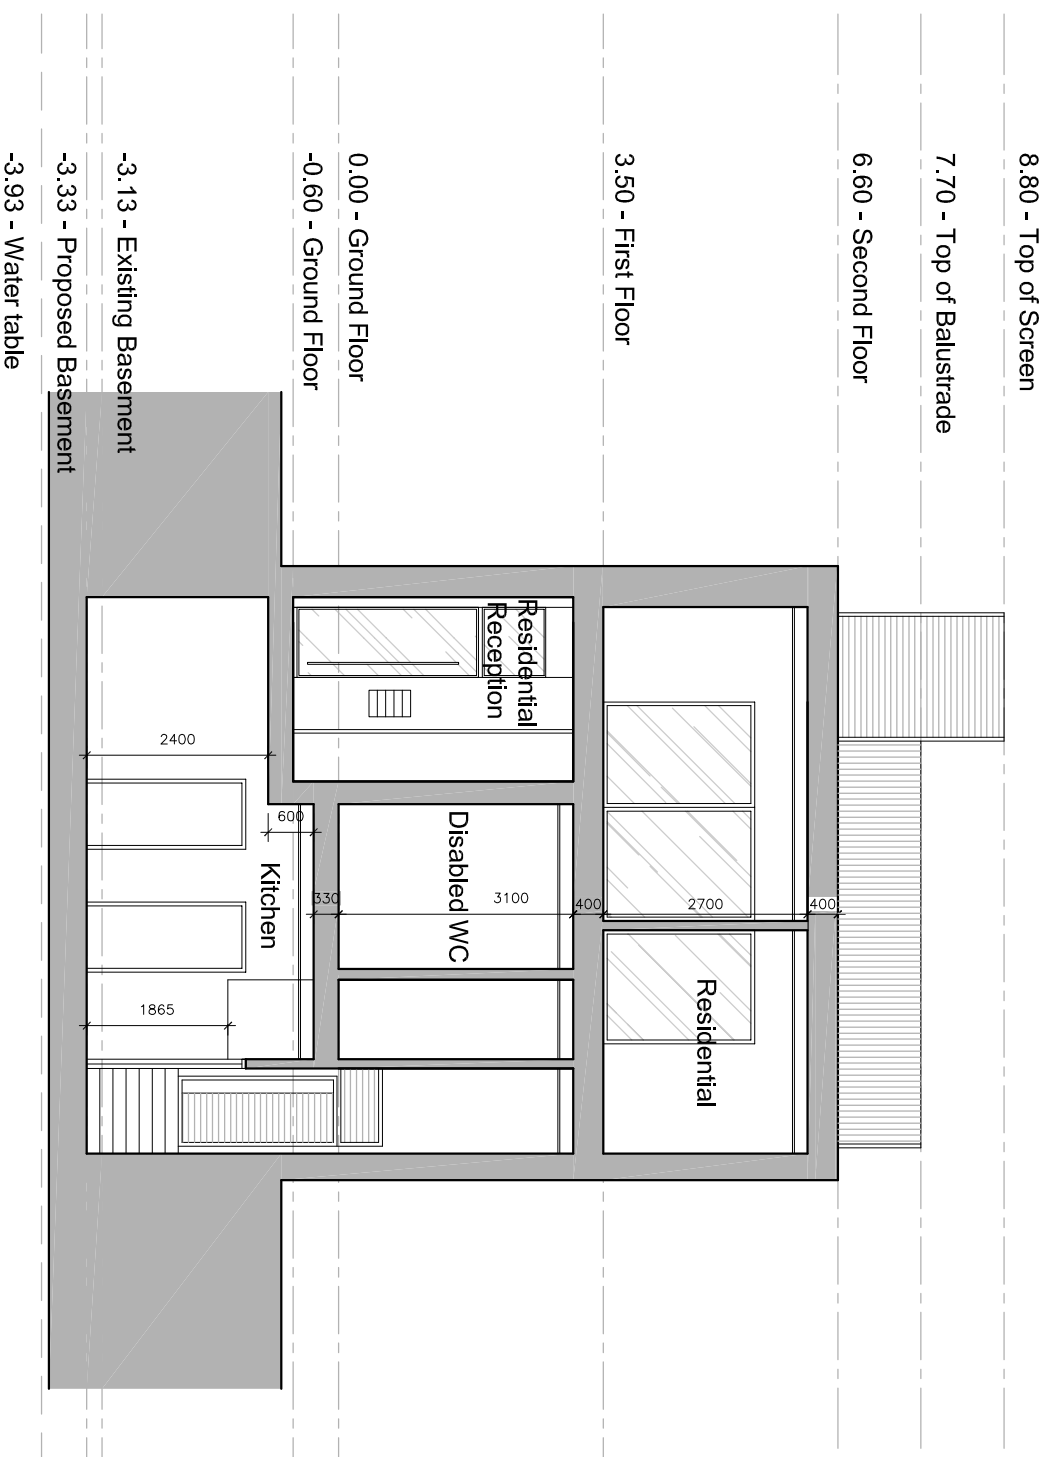 8.80 - Top of Screen
7.70 - Top of Balustrade
6.60 - Second Floor
3.50 - First Floor
0.00 - Ground Floor
-0.60 - Ground Floor
-3.13 - Existing Basement
-3.33 - Proposed Basement
-3.93 - Water table
Residential
Residential
Reception
Disabled WC
Kitchen
400
2700
400
3100
330
600
2400
1865